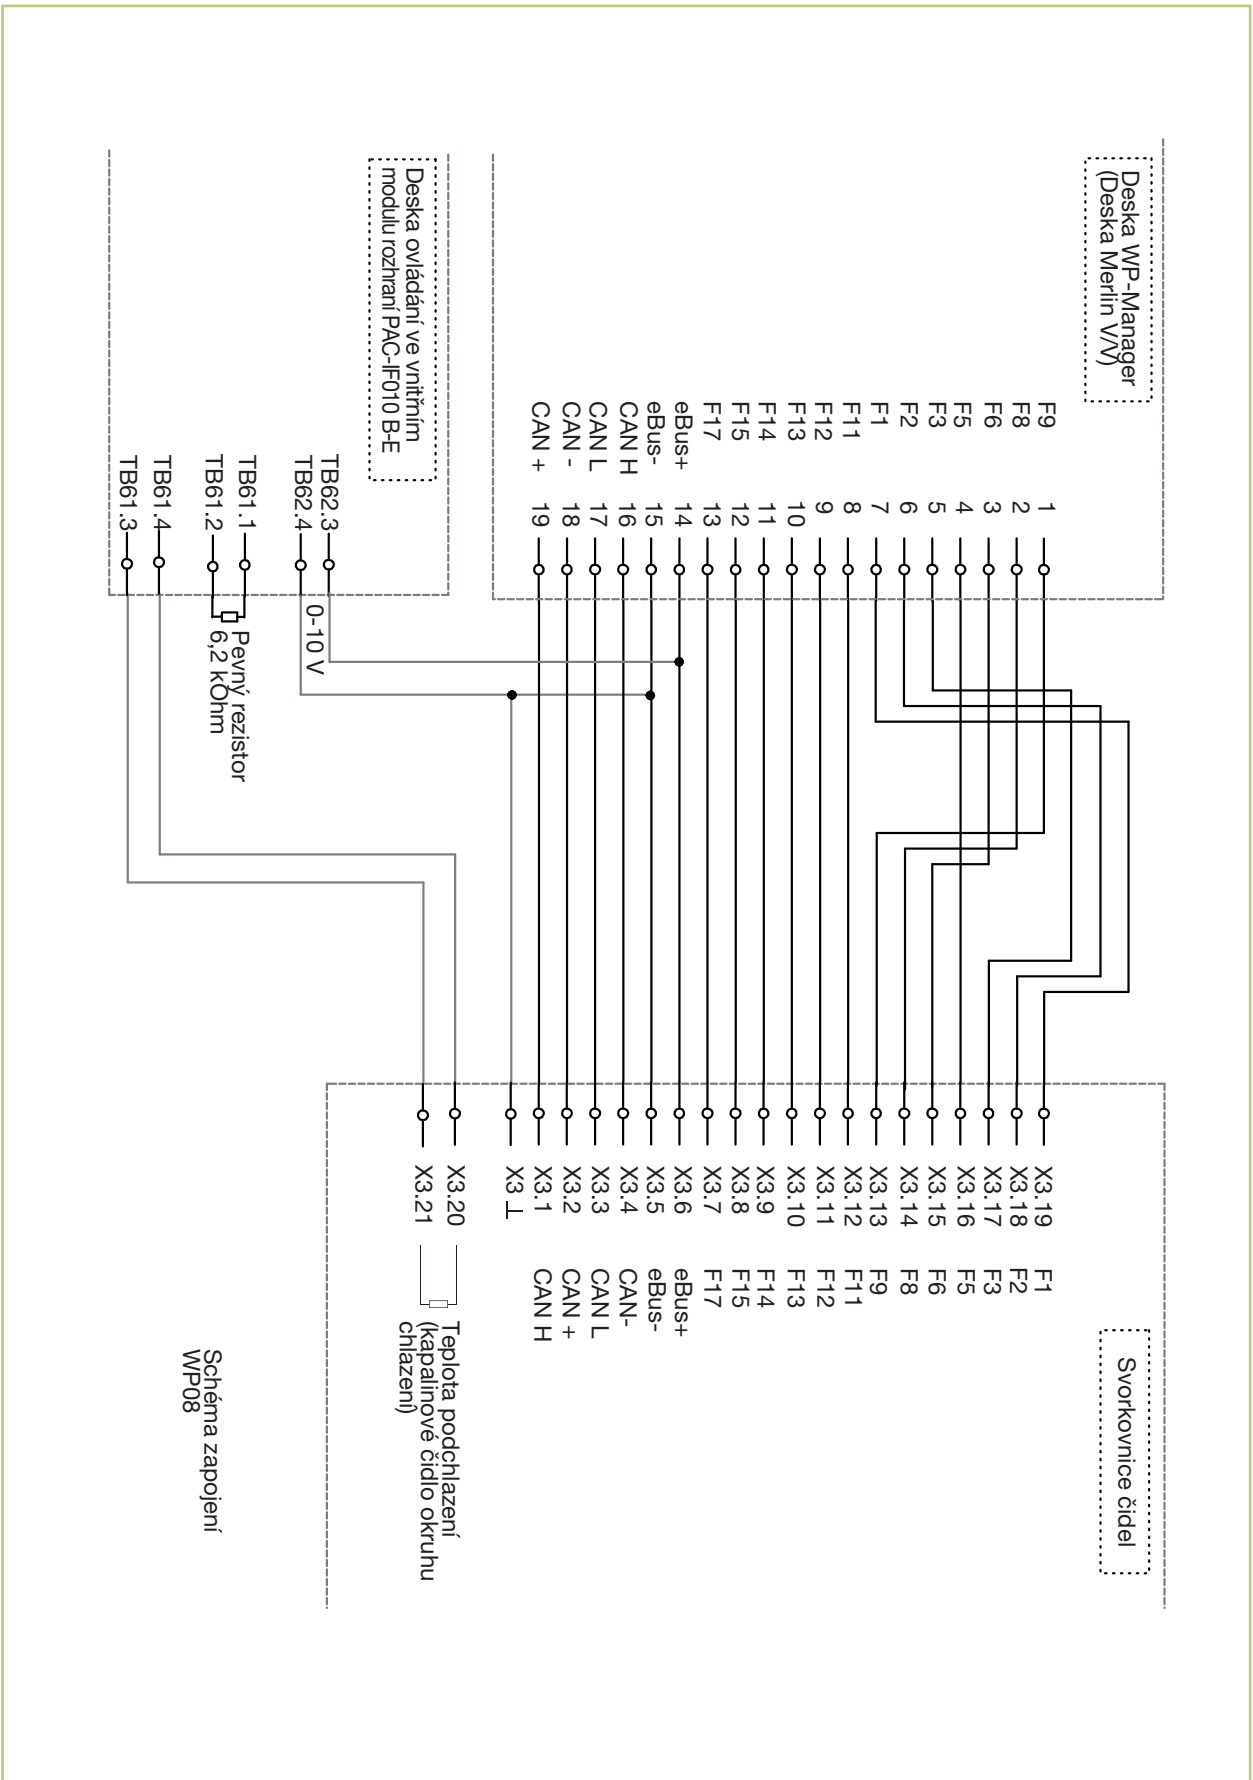 Deska WP-Manager
(Deska Merlin V/V)
F9 1
F8 2
F6 3
F5 4
F3 5
F2 6
F1 7
F11 8
F12 9
F13 10
F14 11
F15 12
F17 13
eBus+ 14
eBus- 15
CAN H 16
CAN L 17
CAN - 18
CAN + 19
Deska ovládání ve vnitřním
modulu rozhraní PAC-IF010 B-E
TB62.3
TB62.4
TB61.1
TB61.2
TB61.4
TB61.3
0-10 V
Pevný rezistor
6,2 kOhm
Svorkovnice čidel
X3.19 F1
X3.18 F2
X3.17 F3
X3.16 F5
X3.15 F6
X3.14 F8
X3.13 F9
X3.12 F11
X3.11 F12
X3.10 F13
X3.9 F14
X3.8 F15
X3.7 F17
X3.6 eBus+
X3.5 eBus-
X3.4 CAN-
X3.3 CAN L
X3.2 CAN +
X3.1 CAN H
X3 ⊥
X3.20
X3.21
Teplota podchlazení
(kapalinové čidlo okruhu
chlazení)
Schéma zapojení
WP08